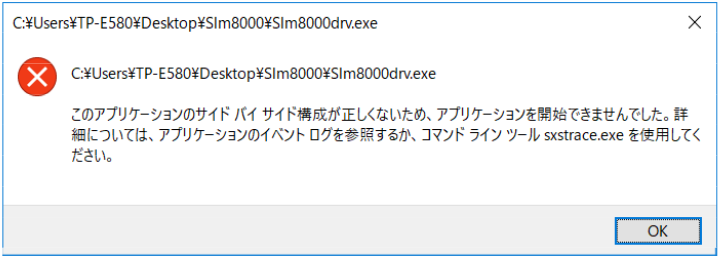 C:¥Users¥TP-E580¥Desktop¥Slm8000¥Slm8000drv.exe
C:¥Users¥TP-E580¥Desktop¥Slm8000¥Slm8000drv.exe
このアプリケーションのサイド バイ サイド構成が正しくないため、アプリケーションを開始できませんでした。詳
細については、アプリケーションのイベント ログを参照するか、コマンド ライン ツール sxstrace.exe を使用してく
ださい。
OK